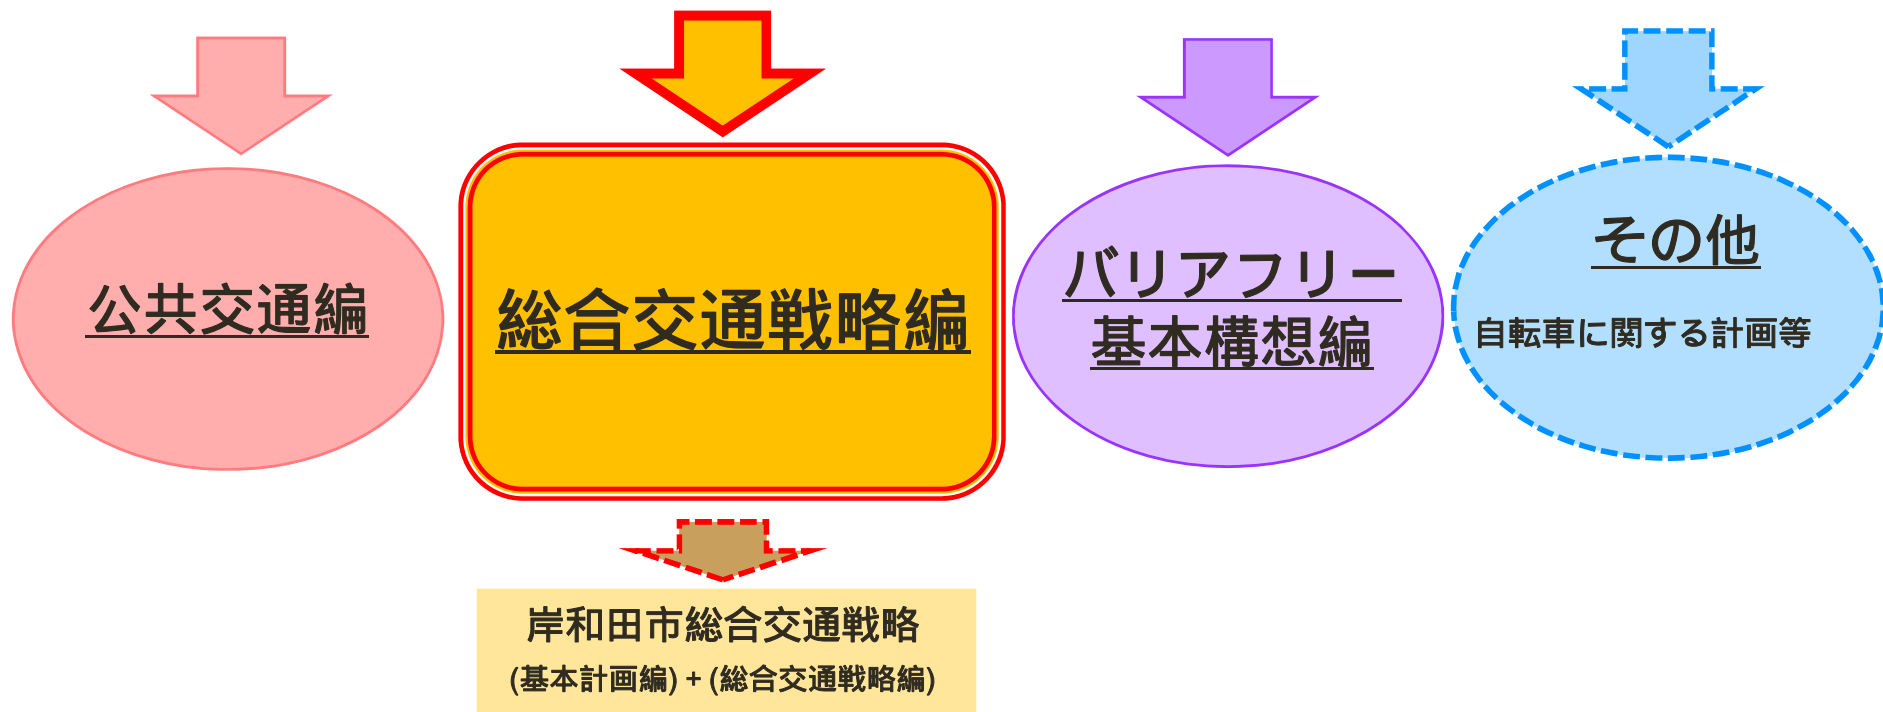 公共交通編
総合交通戦略編
バリアフリー
基本構想編
その他
自転車に関する計画等
岸和田市総合交通戦略
(基本計画編)+(総合交通戦略編)